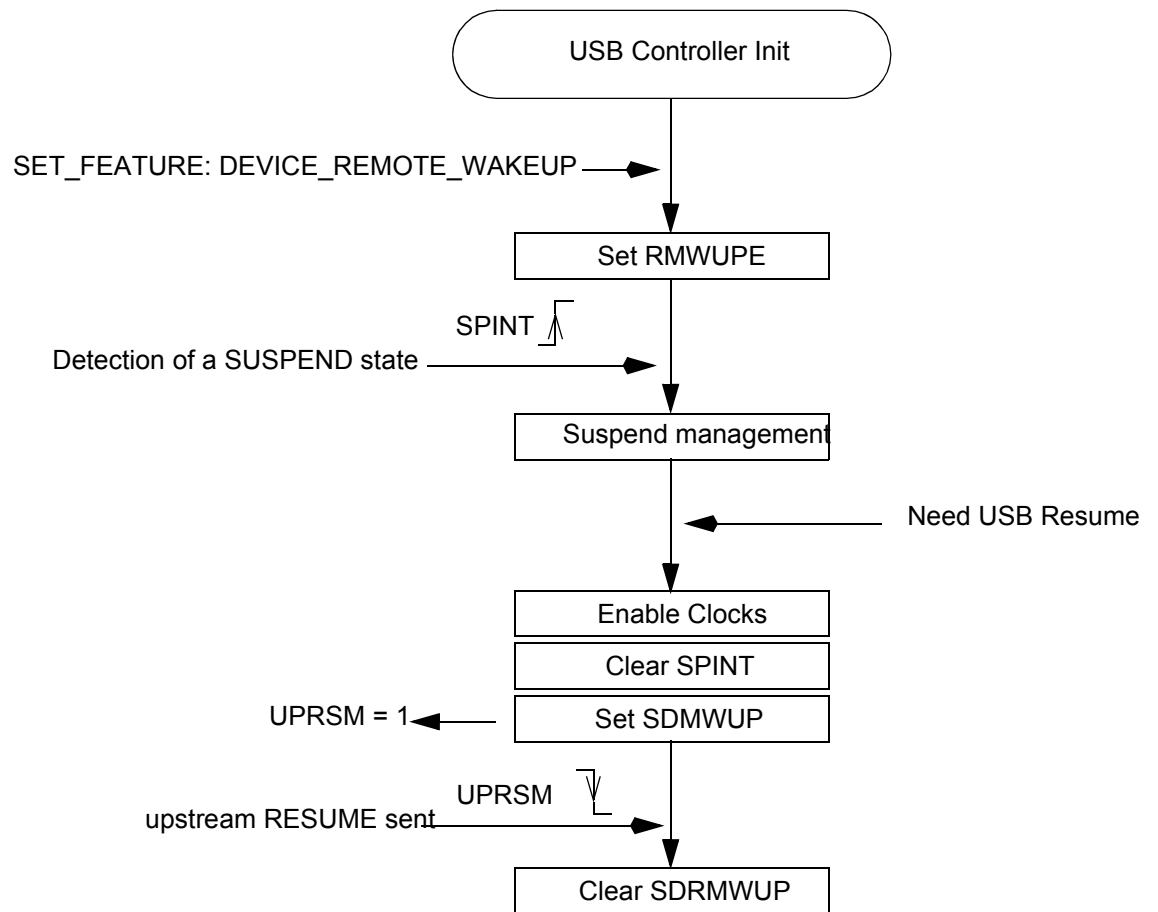 USB Controller Init
SET_FEATURE: DEVICE_REMOTE_WAKEUP
Set RMWUPE
SPINT
Detection of a SUSPEND state
Suspend management
Need USB Resume
Enable Clocks
Clear SPINT
UPRSM = 1
Set SDMWUP
UPRSM
upstream RESUME sent
Clear SDRMWUP